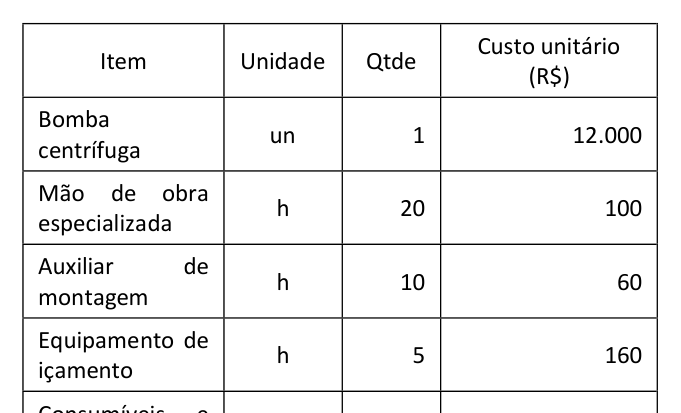 Item Unidade Qtde Custo unitário
(R$)
Bomba
centrífuga un 1 12.000
Mão de obra
especializada h 20 100
Auxiliar de
montagem h 10 60
Equipamento de
içamento h 5 160
Consumíveis e